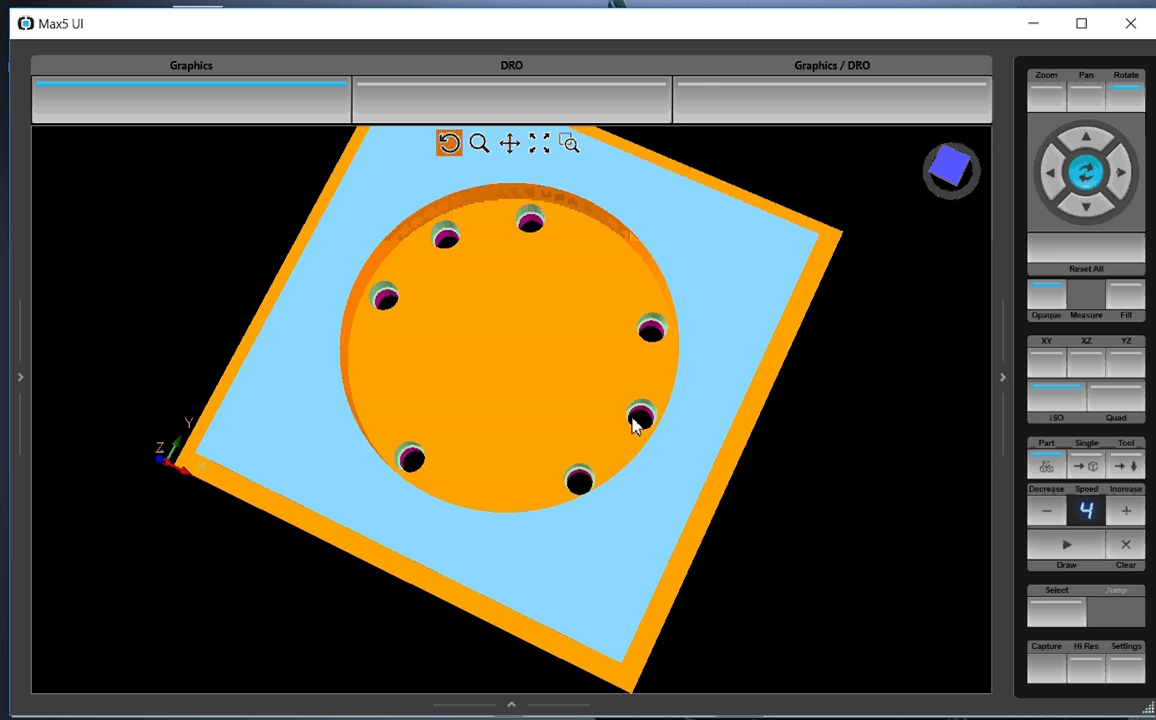 Max5 UI
Graphics DRO Graphics / DRO
Zoom Pan Rotate
Reset All
Opaque Measure Fill
XY XZ YZ
ISO Quad
Part Single Tool
Decrease Speed Increase
4
Draw Clear
Select Jump
Capture Hi Res Settings
Y
Z
X